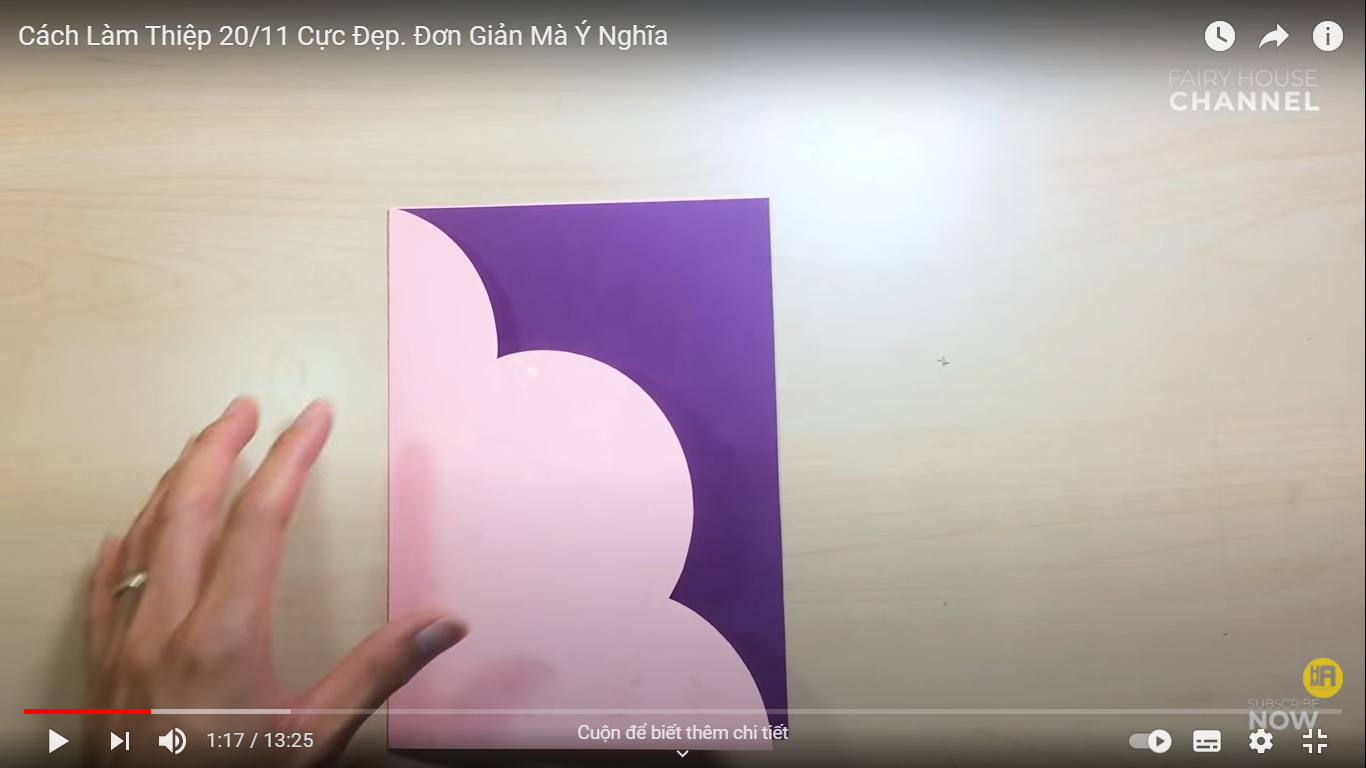 Cách Làm Thiệp 20/11 Cực Đẹp. Đơn Giản Mà Ý Nghĩa
FAIRY HOUSE
CHANNEL
SUBSCRIBE
NOW
1:17 / 13:25
Cuộn để biết thêm chi tiết